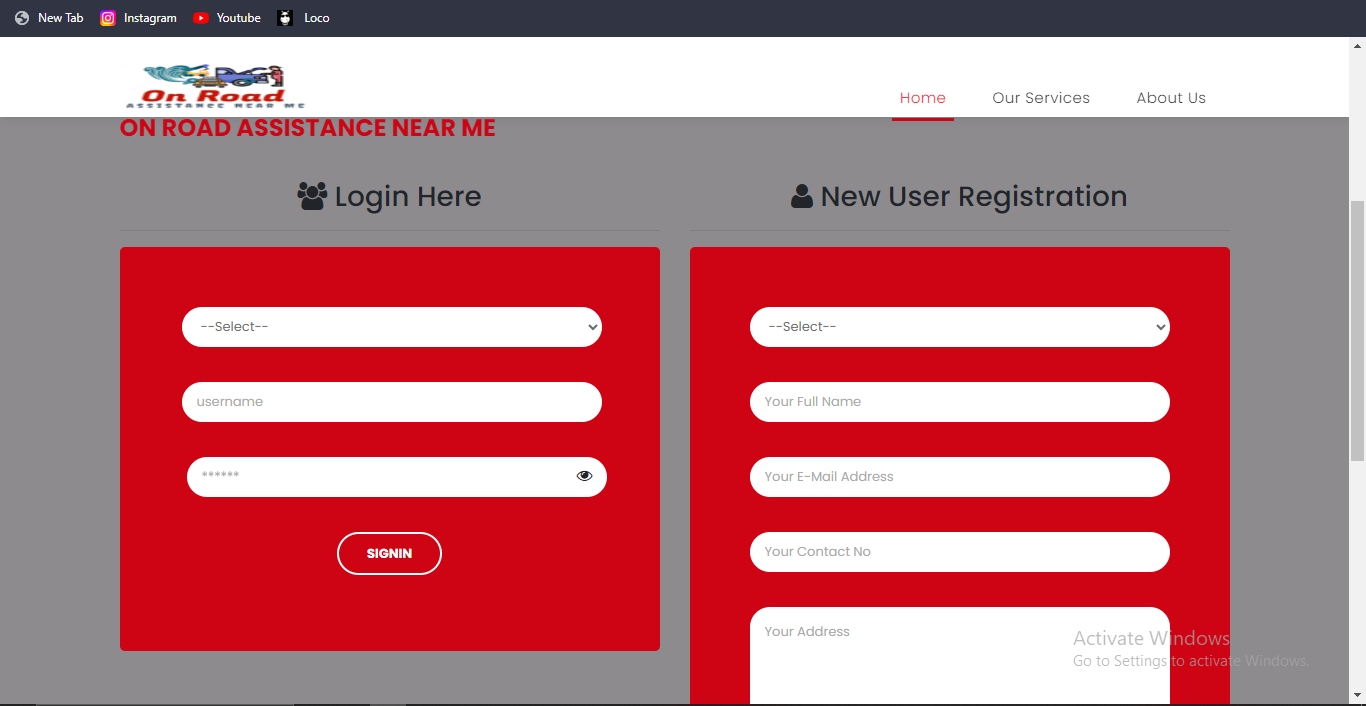 New Tab Instagram Youtube Loco
On Road
ASSISTANCE NEAR ME
Home Our Services About Us
ON ROAD ASSISTANCE NEAR ME
Login Here
--Select--
username
******
SIGNIN
New User Registration
--Select--
Your Full Name
Your E-Mail Address
Your Contact No
Your Address
Activate Windows
Go to Settings to activate Windows.